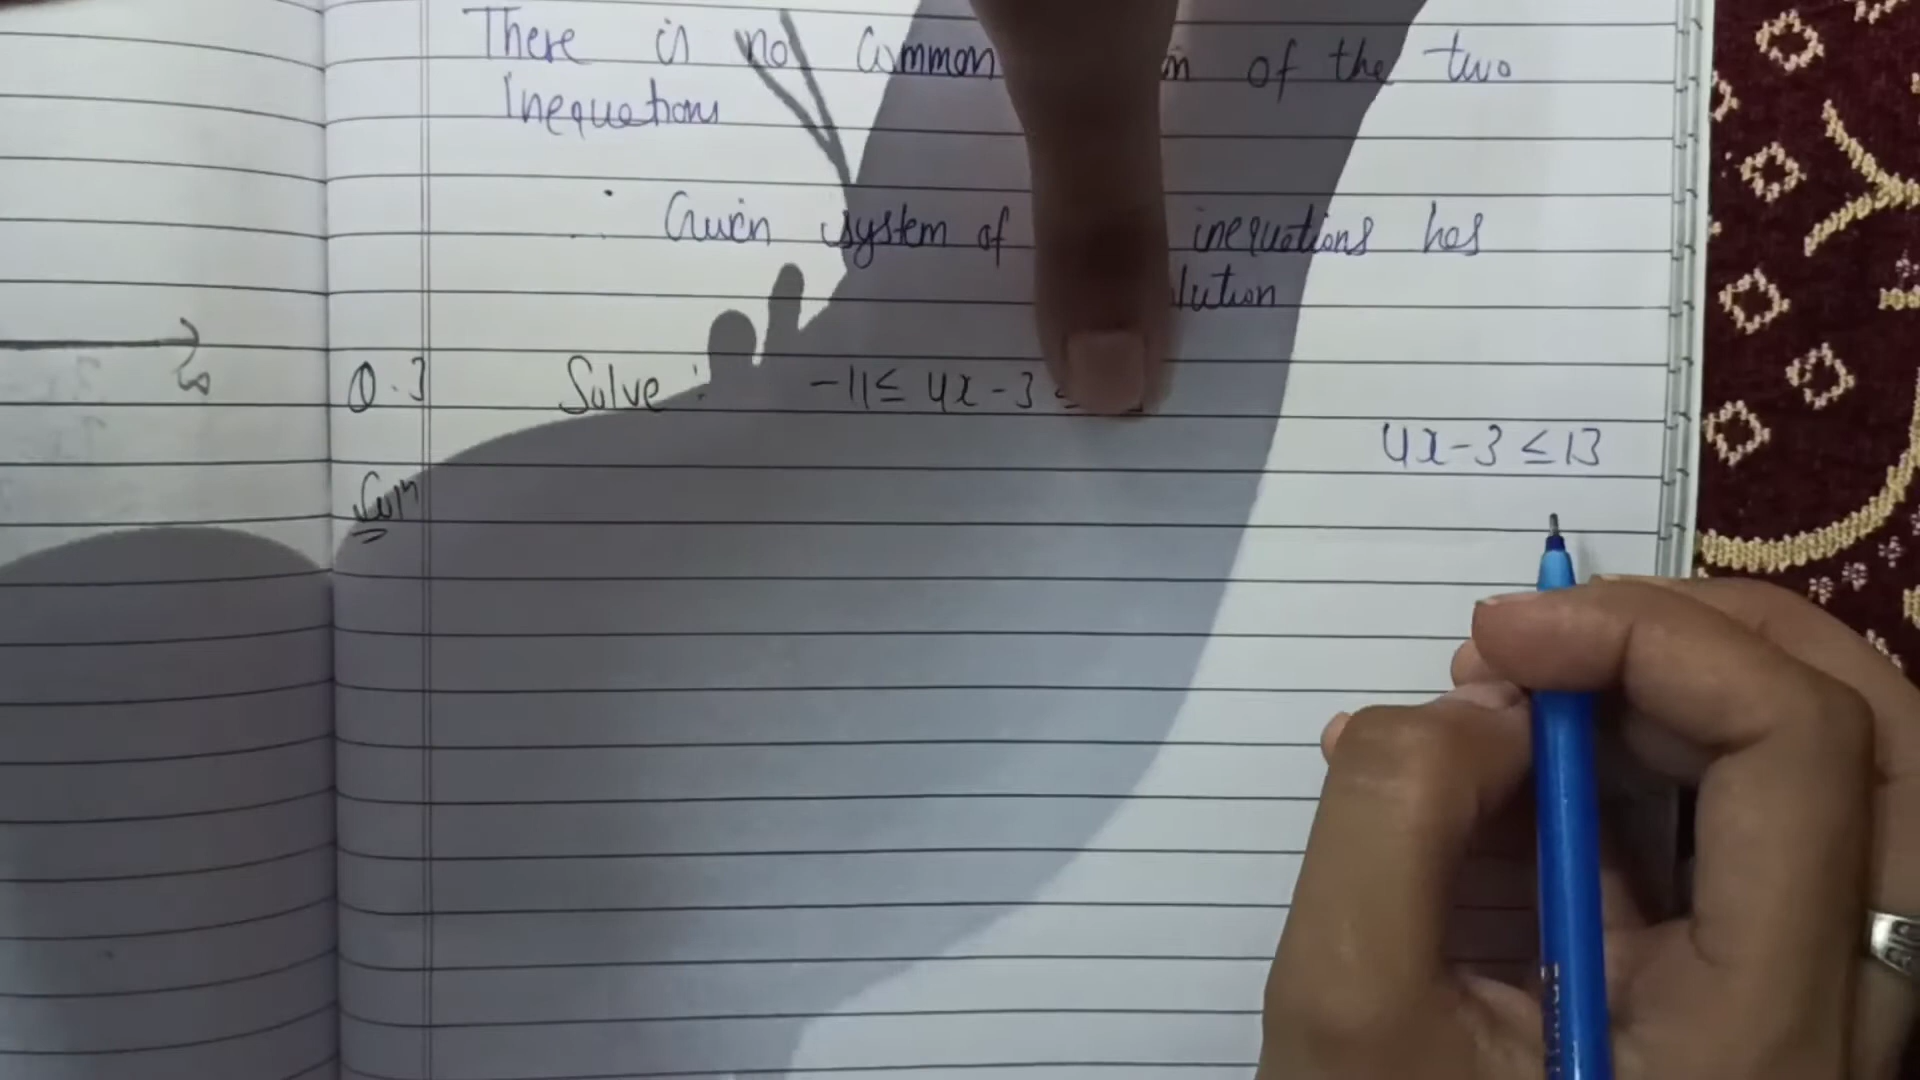 There is no Common of the two
Inequations
Given system of inequations has
Q.3 Solve : -11 ≤ 4x - 3 ≤
4x - 3 ≤ 13
Soln